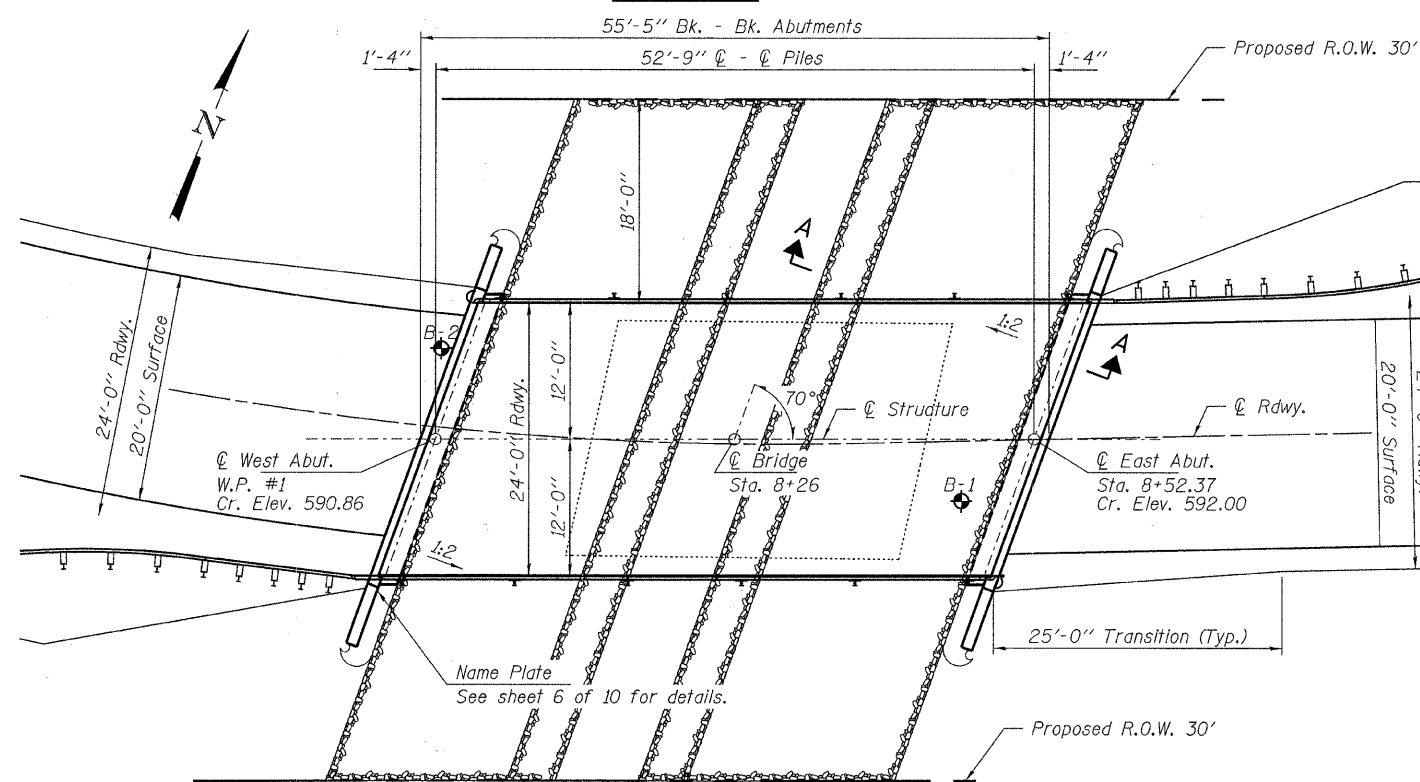 55'-5" Bk. - Bk. Abutments
1'-4"
52'-9" ℄ - ℄ Piles
1'-4"
Proposed R.O.W. 30'
N
18'-0"
A
24'-0" Rdwy.
20'-0" Surface
B-2
1:2
A
24'-0" Rdwy.
12'-0"
12'-0"
70°
℄ Structure
℄ Rdwy.
20'-0" Surface
℄ West Abut.
W.P. #1
Cr. Elev. 590.86
℄ Bridge
Sta. 8+26
B-1
℄ East Abut.
Sta. 8+52.37
Cr. Elev. 592.00
1:2
25'-0" Transition (Typ.)
Name Plate
See sheet 6 of 10 for details.
Proposed R.O.W. 30'